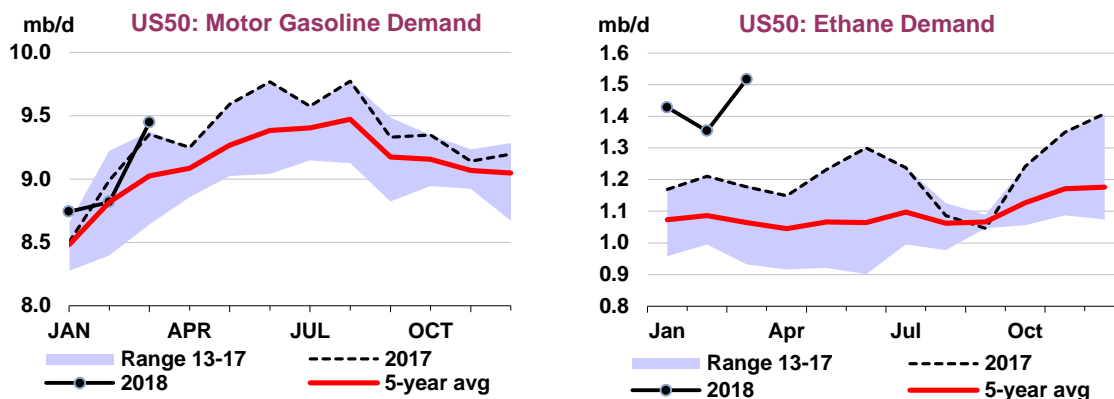 US50: Motor Gasoline Demand
mb/d
10.0
9.5
9.0
8.5
8.0
JAN APR JUL OCT
Range 13-17 2017
2018 5-year avg
US50: Ethane Demand
mb/d
1.6
1.5
1.4
1.3
1.2
1.1
1.0
0.9
0.8
Jan Apr Jul Oct
Range 13-17 2017
2018 5-year avg